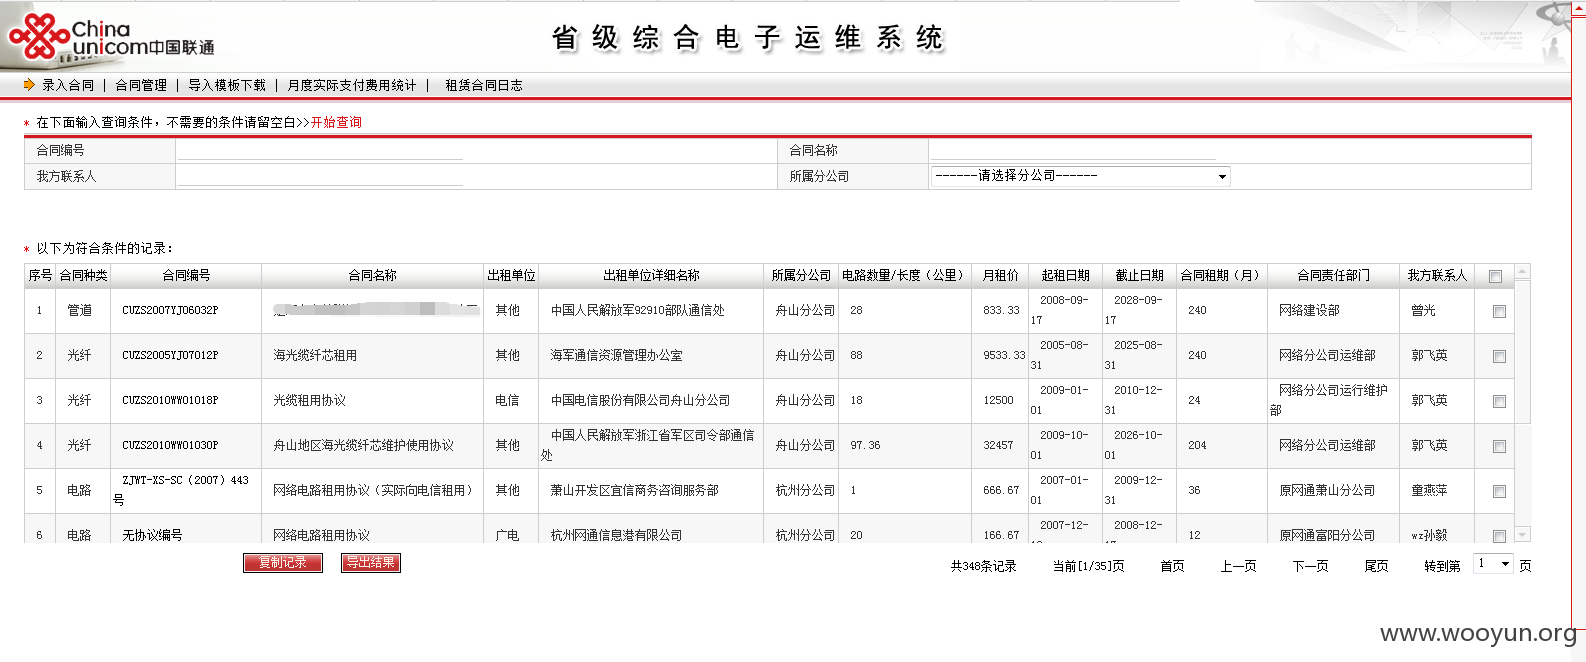 China unicom中国联通
省级综合电子运维系统
录入合同 | 合同管理 | 导入模板下载 | 月度实际支付费用统计 | 租赁合同日志
* 在下面输入查询条件，不需要的条件请留空白>>开始查询
合同编号 合同名称
我方联系人 所属分公司 ------请选择分公司------
* 以下为符合条件的记录：
序号 合同种类 合同编号 合同名称 出租单位 出租单位详细名称 所属分公司 电路数量/长度（公里） 月租价 起租日期 截止日期 合同租期（月） 合同责任部门 我方联系人
1 管道 CUZS2007YJ06032P 其他 中国人民解放军92910部队通信处 舟山分公司 28 833.33 2008-09-17 2028-09-17 240 网络建设部 曾光
2 光纤 CUZS2005YJ07012P 海光缆纤芯租用 其他 海军通信资源管理办公室 舟山分公司 88 9533.33 2005-08-31 2025-08-31 240 网络分公司运维部 郭飞英
3 光纤 CUZS2010WW01018P 光缆租用协议 电信 中国电信股份有限公司舟山分公司 舟山分公司 18 12500 2009-01-01 2010-12-31 24 网络分公司运行维护部 郭飞英
4 光纤 CUZS2010WW01030P 舟山地区海光缆纤芯维护使用协议 其他 中国人民解放军浙江省军区司令部通信处 舟山分公司 97.36 32457 2009-10-01 2026-10-01 204 网络分公司运维部 郭飞英
5 电路 ZJWT-XS-SC（2007）443号 网络电路租用协议（实际向电信租用） 其他 萧山开发区宜信商务咨询服务部 杭州分公司 1 666.67 2007-01-01 2009-12-31 36 原网通萧山分公司 童燕萍
6 电路 无协议编号 网络电路租用协议 广电 杭州网通信息港有限公司 杭州分公司 20 166.67 2007-12- 2008-12- 12 原网通富阳分公司 wz孙毅
复制记录 导出结果 共348条记录 当前[1/35]页 首页 上一页 下一页 尾页 转到第 1 页
www.wooyun.org